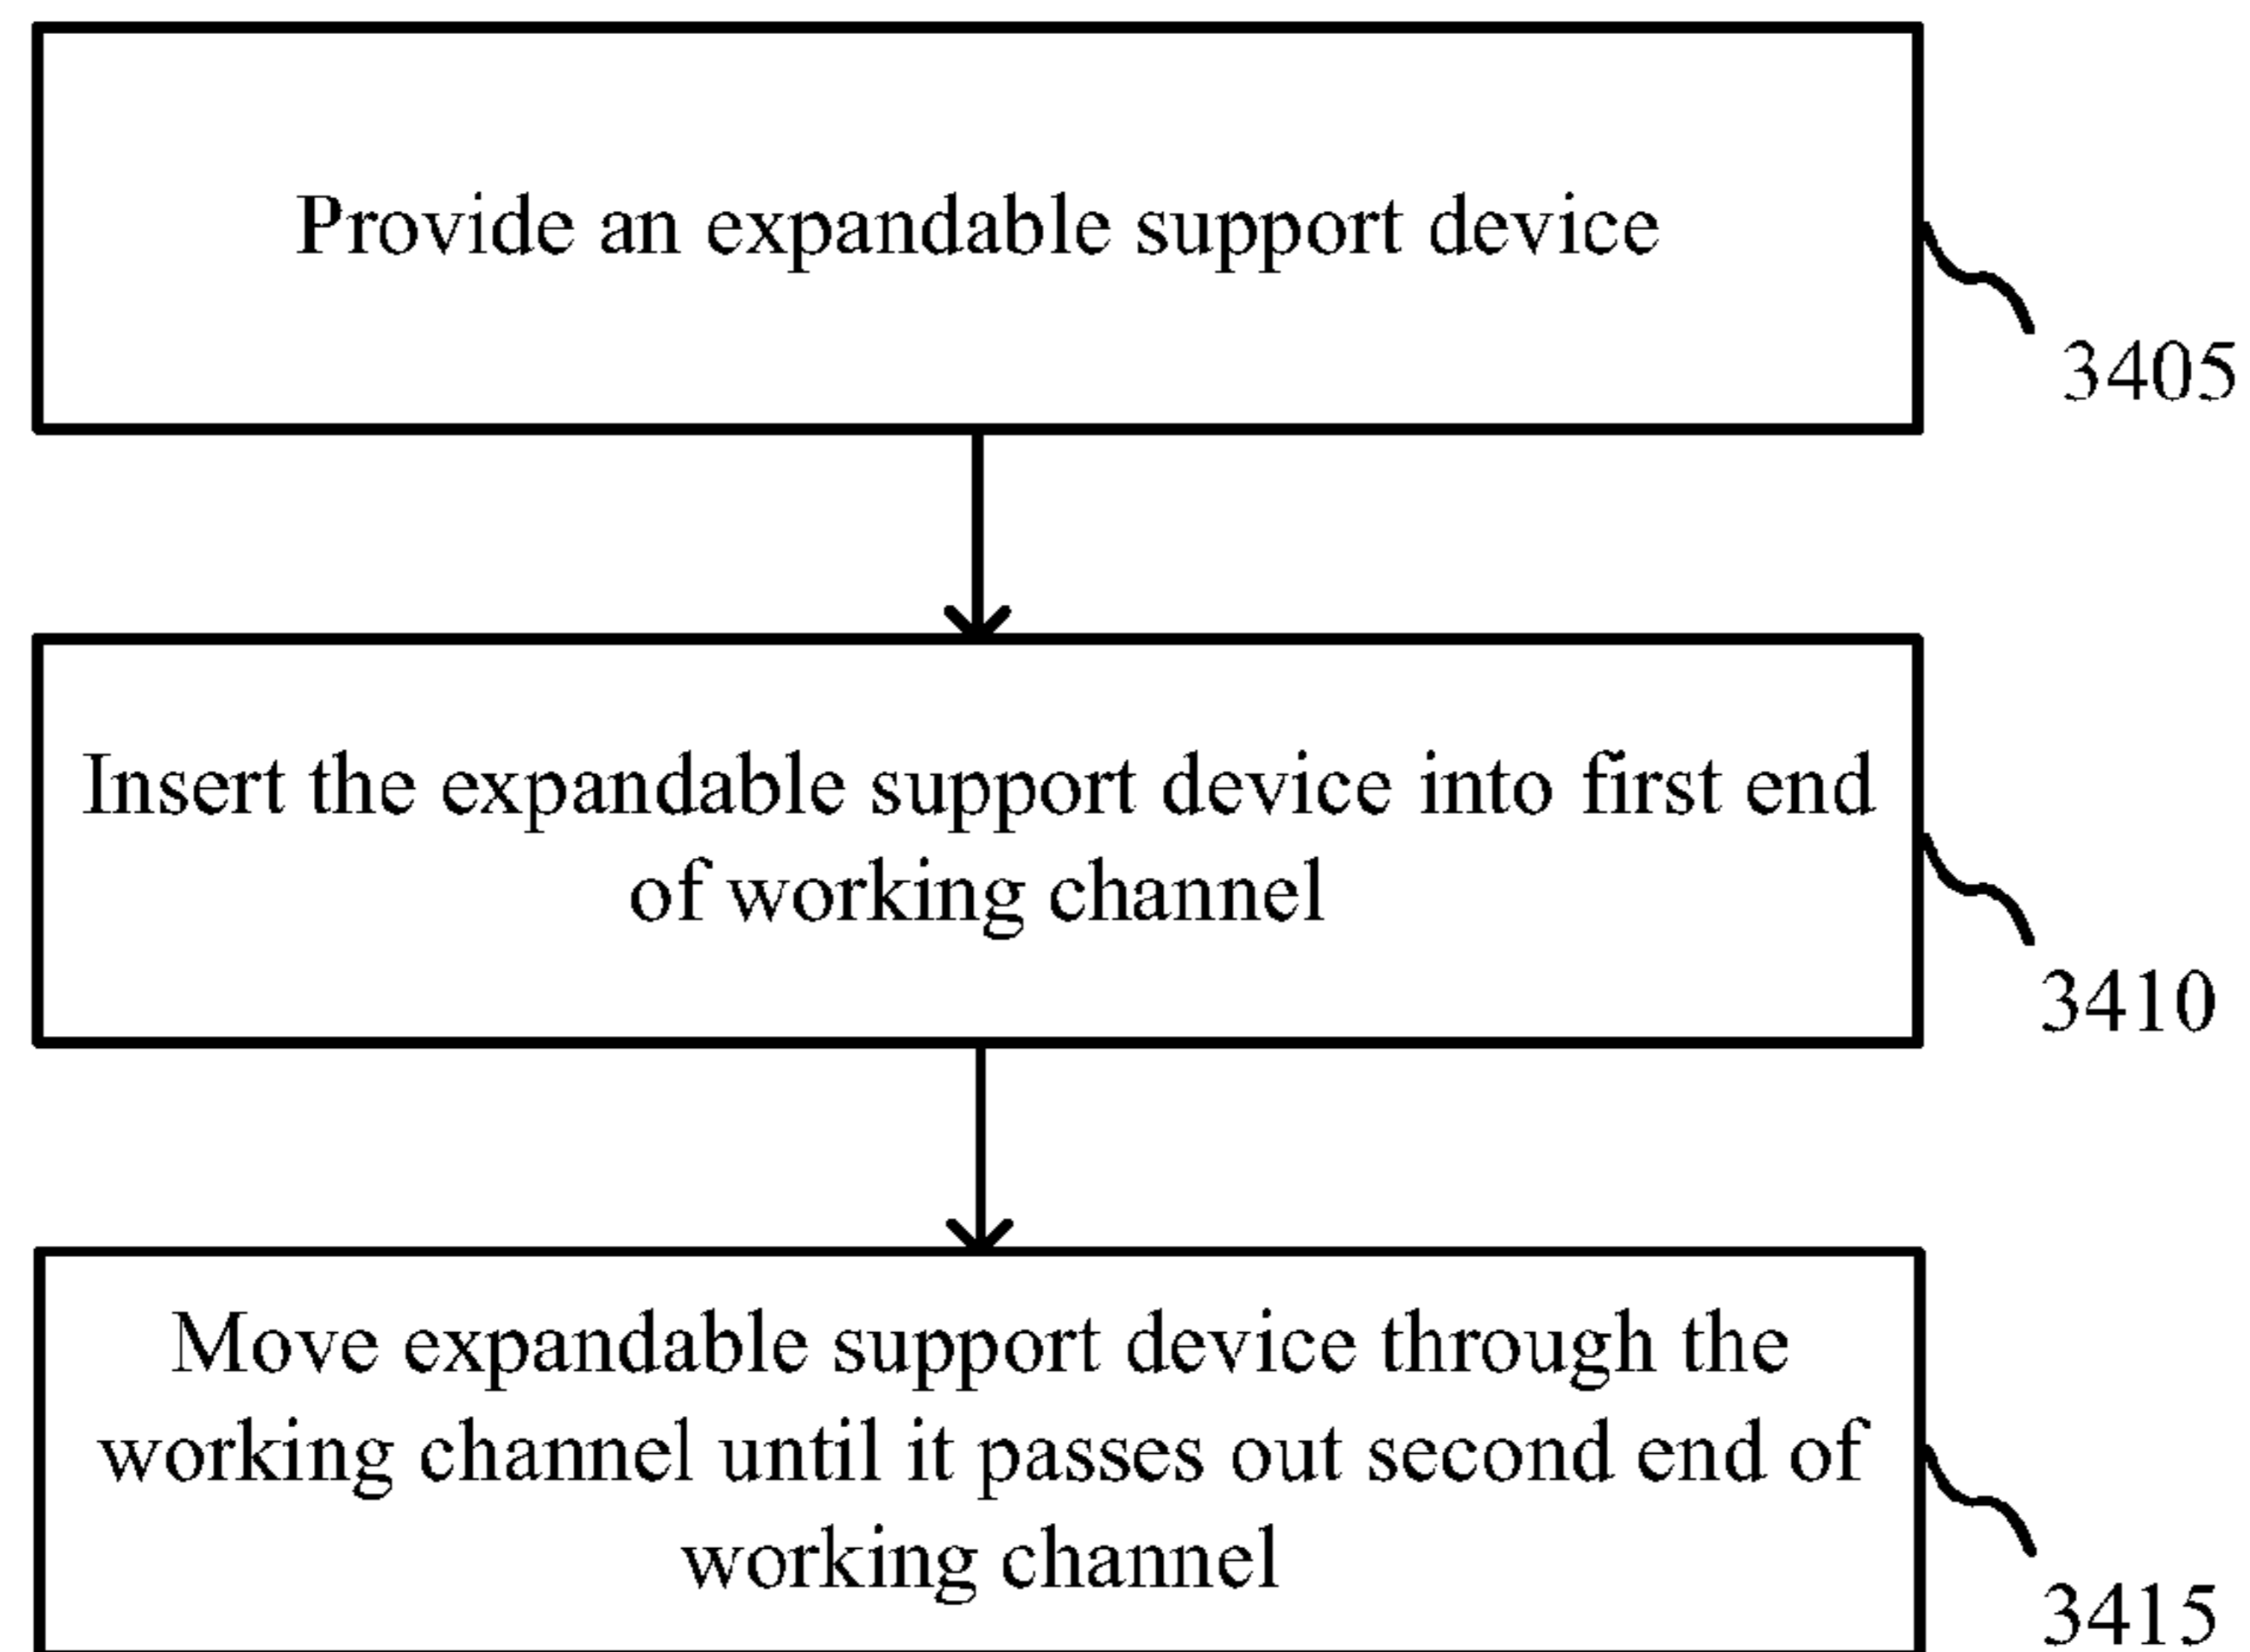 Provide an expandable support device
3405
Insert the expandable support device into first end
of working channel
3410
Move expandable support device through the
working channel until it passes out second end of
working channel
3415